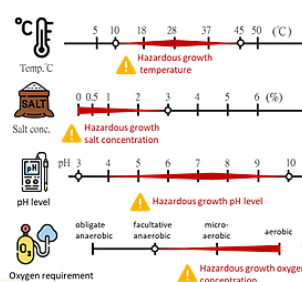 °C
5 10 18 28 37 45 50 (°C)
Temp.°C
Hazardous growth
temperature
SALT
0 0.5 1 2 3 4 5 6 (%)
Salt conc.
Hazardous growth
salt concentration
pH 3 4 5 6 7 8 9 10
pH level
Hazardous growth pH level
obligate
anaerobic
facultative
anaerobic
micro-
aerobic
aerobic
O₂
Oxygen requirement
Hazardous growth oxygen
concentration